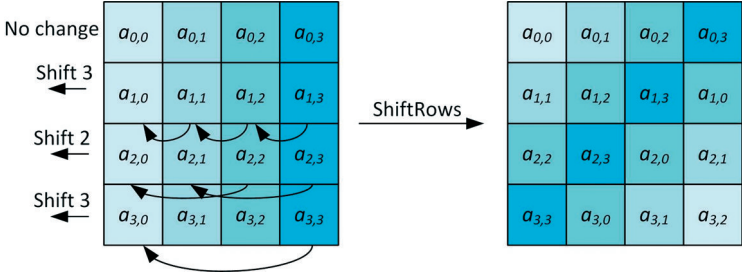 No change a0,0 a0,1 a0,2 a0,3 a0,0 a0,1 a0,2 a0,3
Shift 3
a1,0 a1,1 a1,2 a1,3 a1,1 a1,2 a1,3 a1,0
ShiftRows
Shift 2
a2,0 a2,1 a2,2 a2,3 a2,2 a2,3 a2,0 a2,1
Shift 3
a3,0 a3,1 a3,2 a3,3 a3,3 a3,0 a3,1 a3,2